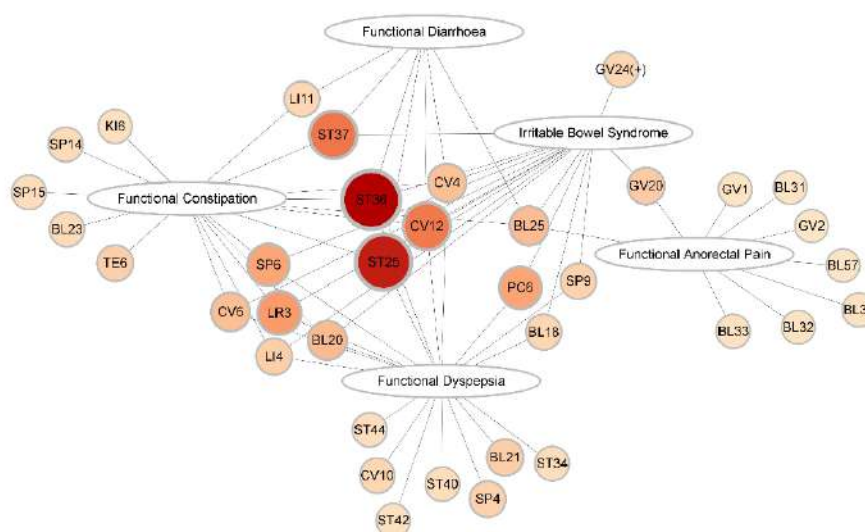 Functional Diarrhoea
GV24(+)
LI11
KI6
ST37
Irritable Bowel Syndrome
SP14
CV4
GV20
GV1
BL31
SP15
Functional Constipation
ST36
CV12
BL25
GV2
BL23
Functional Anorectal Pain
TE6
SP6
ST25
BL57
PC6
SP9
CV6
LR3
BL3
BL20
BL18
BL33
BL32
LI4
Functional Dyspepsia
ST44
BL21
ST34
CV10
ST40
SP4
ST42